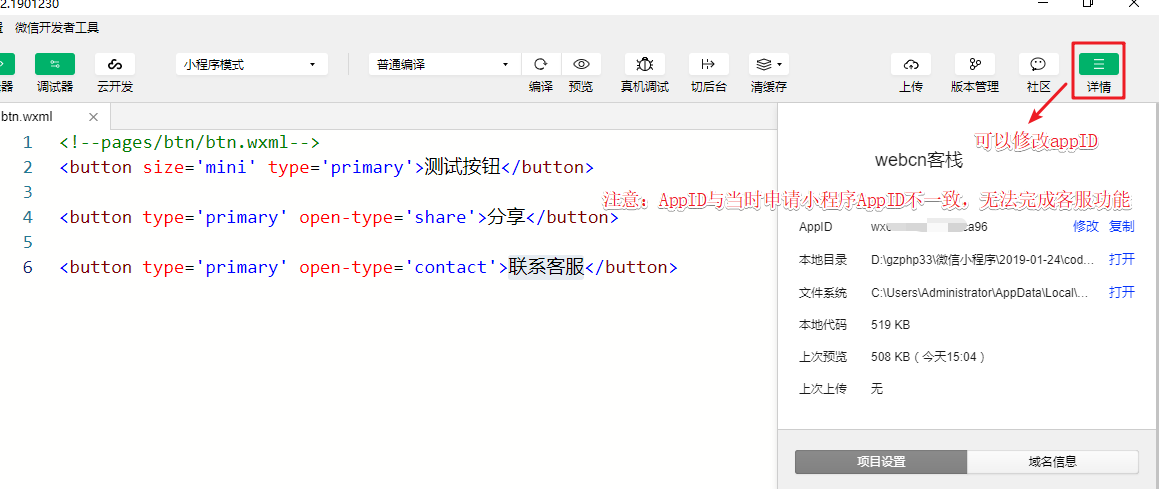 2.1901230
微信开发者工具
小程序模式
普通编译
器 调试器 云开发 编译 预览 真机调试 切后台 清缓存 上传 版本管理 社区 详情
btn.wxml
可以修改appID
1 <!--pages/btn/btn.wxml-->
webcn客栈
2 <button size='mini' type='primary'>测试按钮</button>
3
注意：AppID与当时申请小程序AppID不一致，无法完成客服功能
4 <button type='primary' open-type='share'>分享</button>
AppID wx a96 修改 复制
5
本地目录 D:\gzphp33\微信小程序\2019-01-24\cod... 打开
6 <button type='primary' open-type='contact'>联系客服</button>
文件系统 C:\Users\Administrator\AppData\Local\... 打开
本地代码 519 KB
上次预览 508 KB ( 今天15:04 )
上次上传 无
项目设置 域名信息